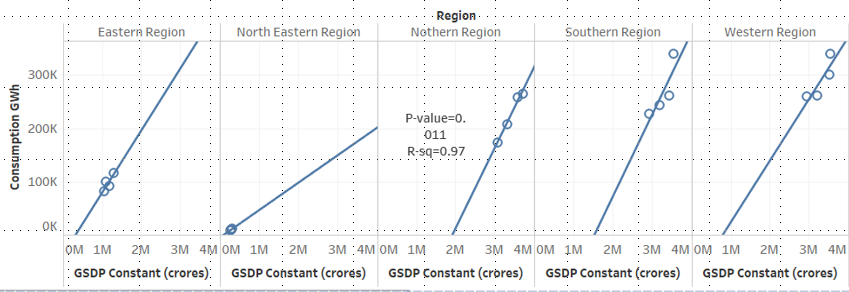 Region
Eastern Region
North Eastern Region
Nothern Region
Southern Region
Western Region
Consumption GWh
300K
200K
100K
0K
P-value=0.
011
R-sq=0.97
0M 1M 2M 3M 4M
0M 1M 2M 3M
0M 1M 2M 3M 4M
0M 1M 2M 3M 4M
0M 1M 2M 3M 4M
GSDP Constant (crores)
GSDP Constant (crores)
GSDP Constant (crores)
GSDP Constant (crores)
GSDP Constant (crores)